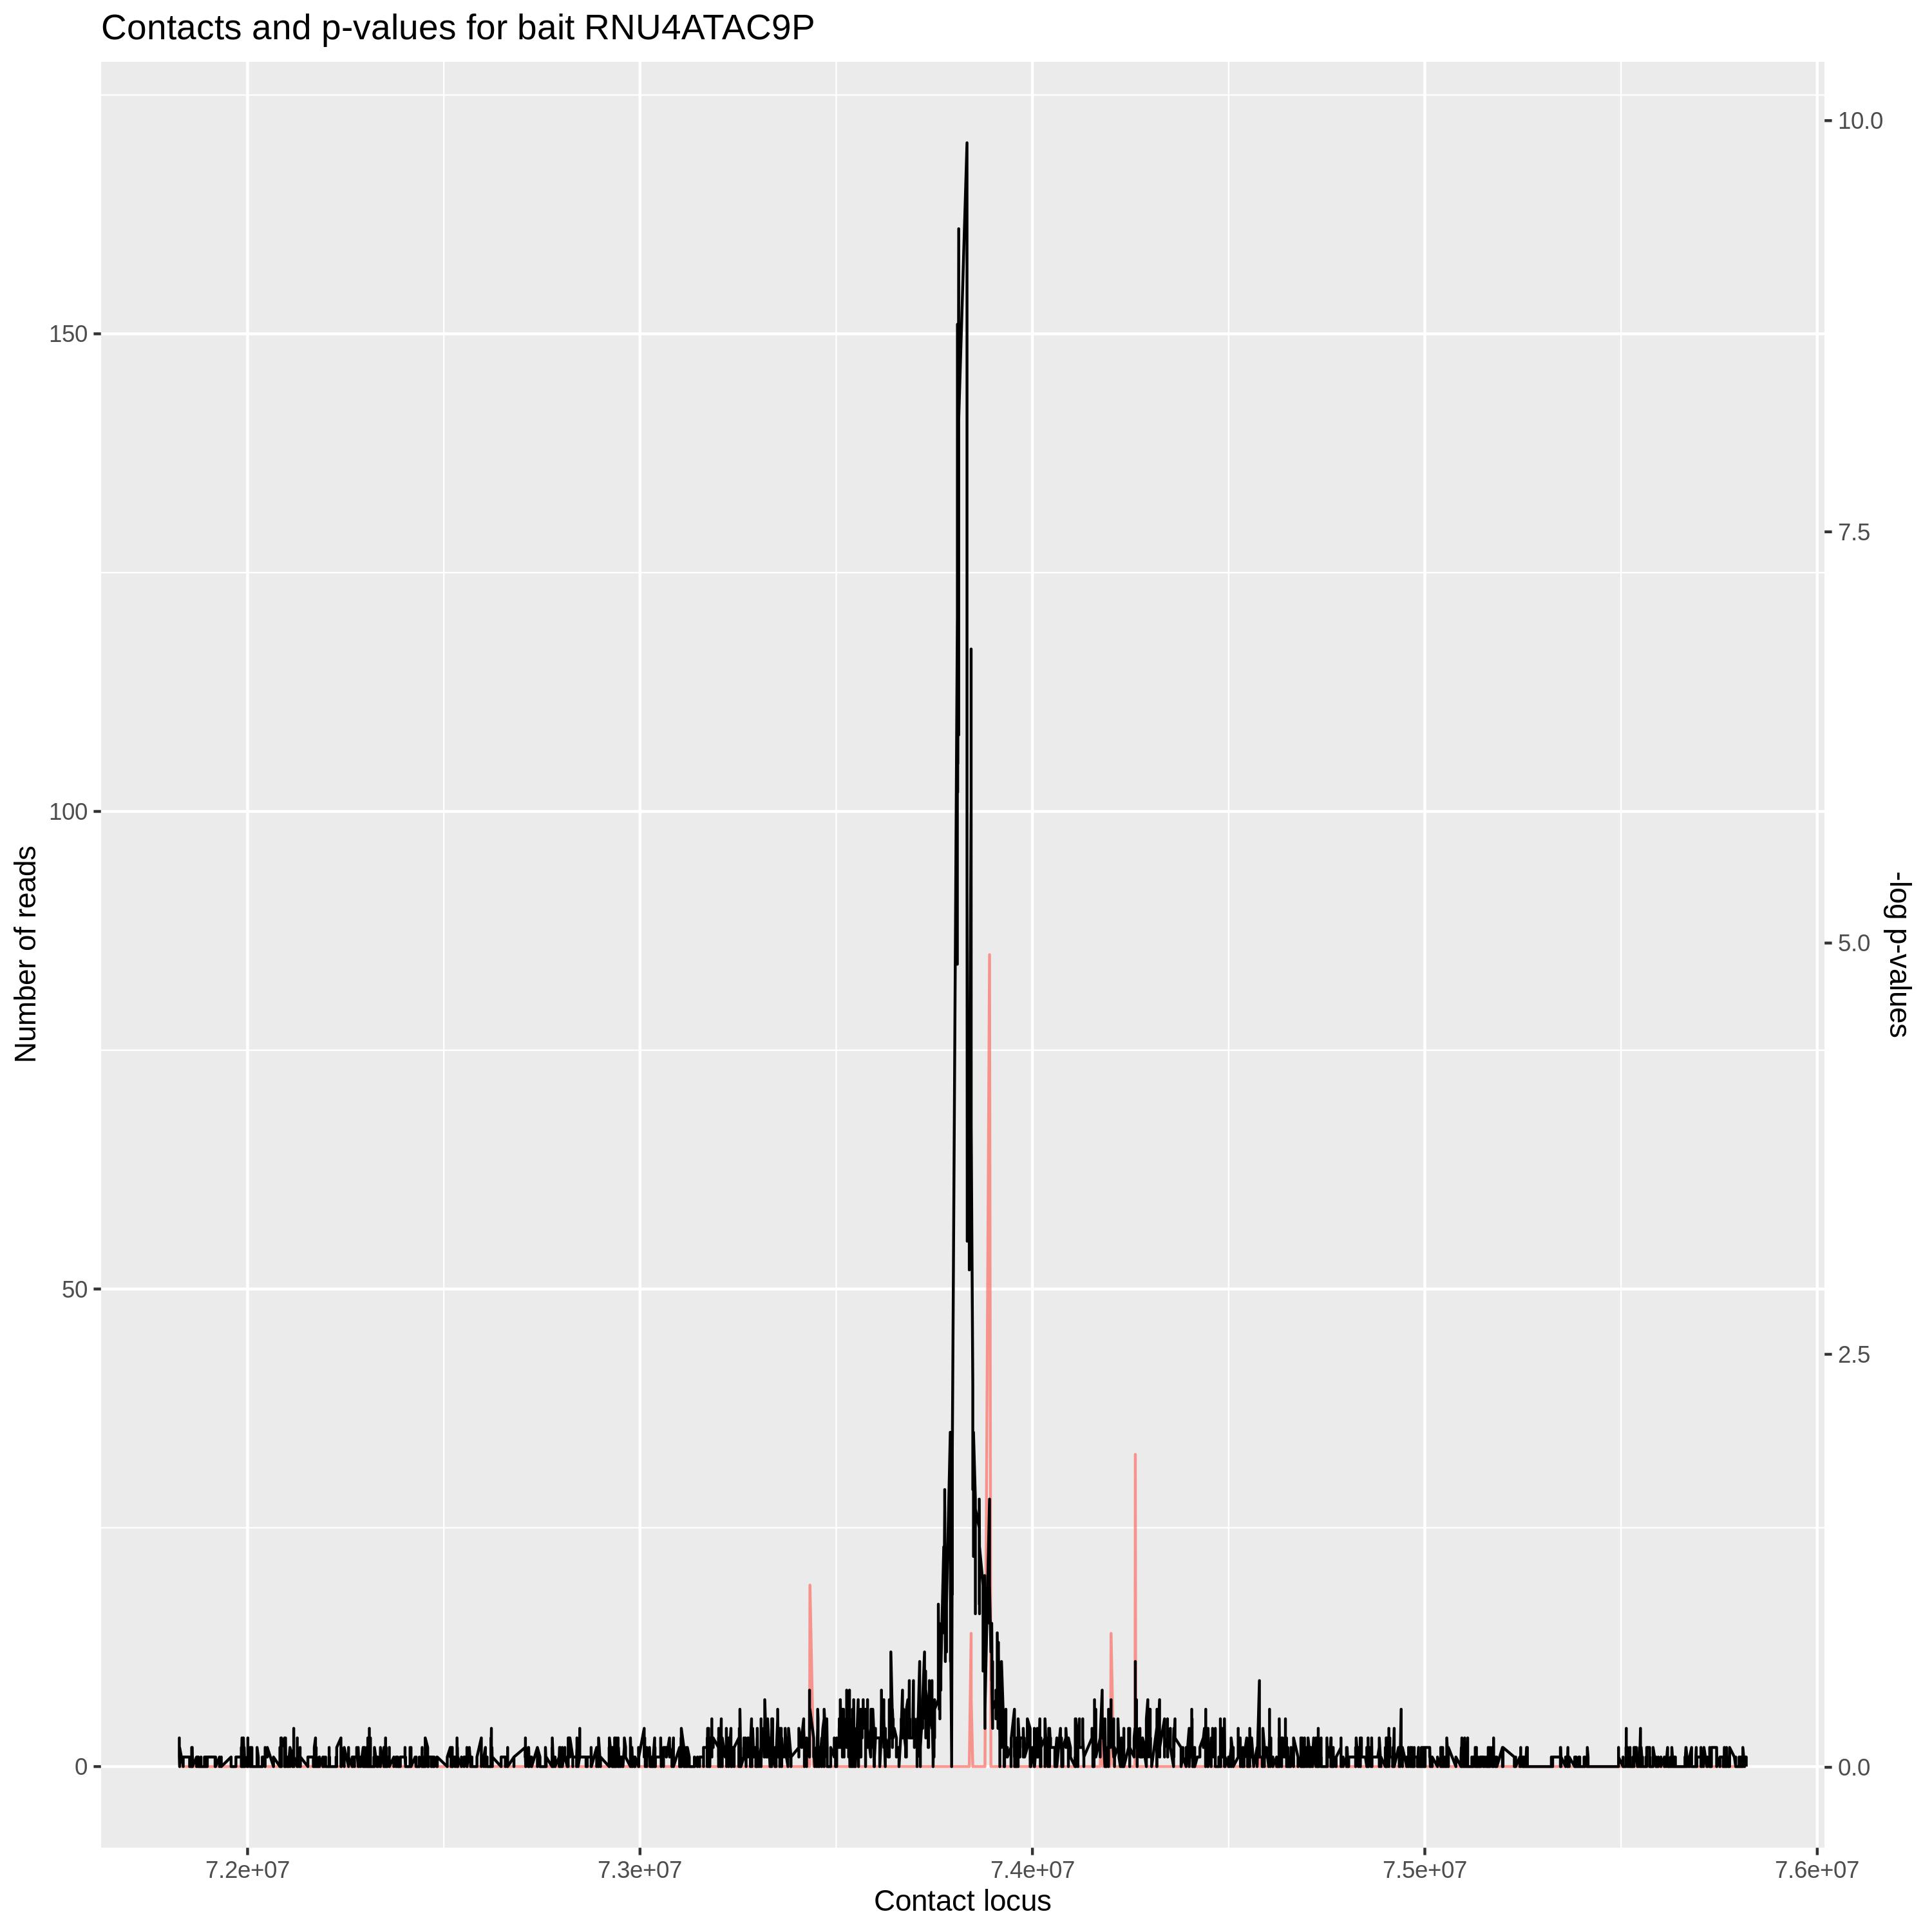 Contacts and p-values for bait RNU4ATAC9P
Number of reads
150
100
50
0
10.0
7.5
5.0
2.5
0.0
-log p-values
7.2e+07
7.3e+07
7.4e+07
7.5e+07
7.6e+07
Contact locus